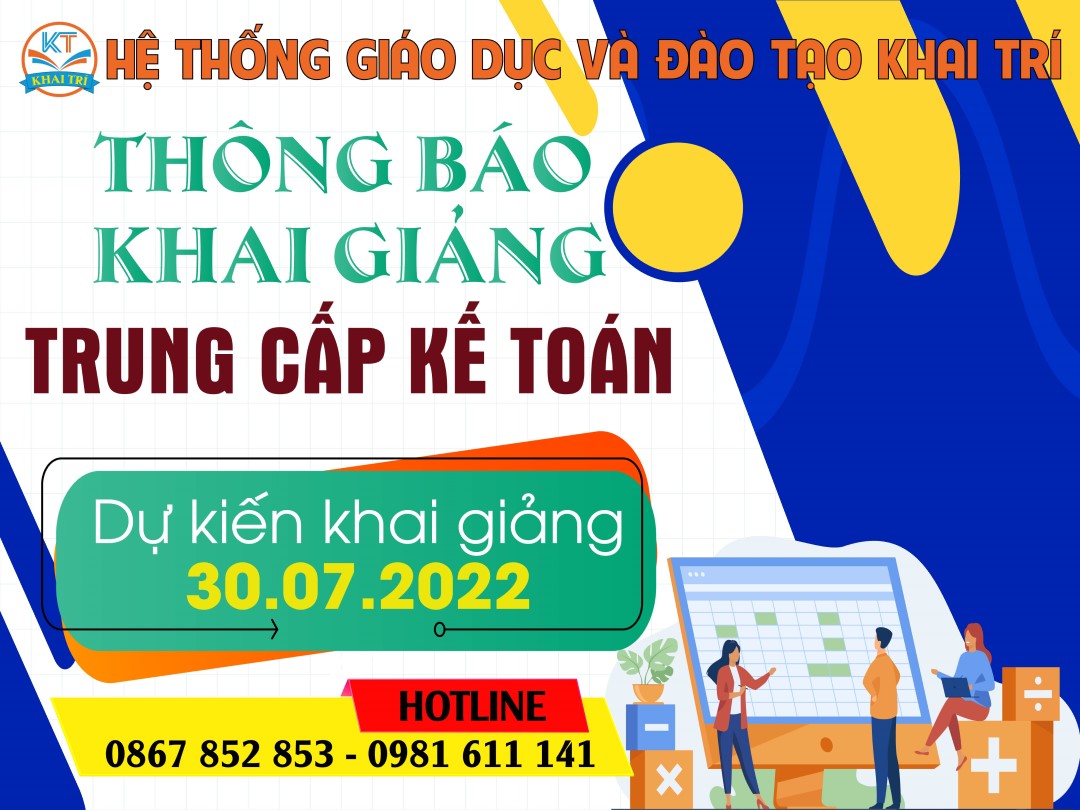 KT
KHAI TRI
HỆ THỐNG GIÁO DỤC VÀ ĐÀO TẠO KHAI TRÍ
THÔNG BÁO
KHAI GIẢNG
TRUNG CẤP KẾ TOÁN
Dự kiến khai giảng
30.07.2022
HOTLINE
0867 852 853 - 0981 611 141